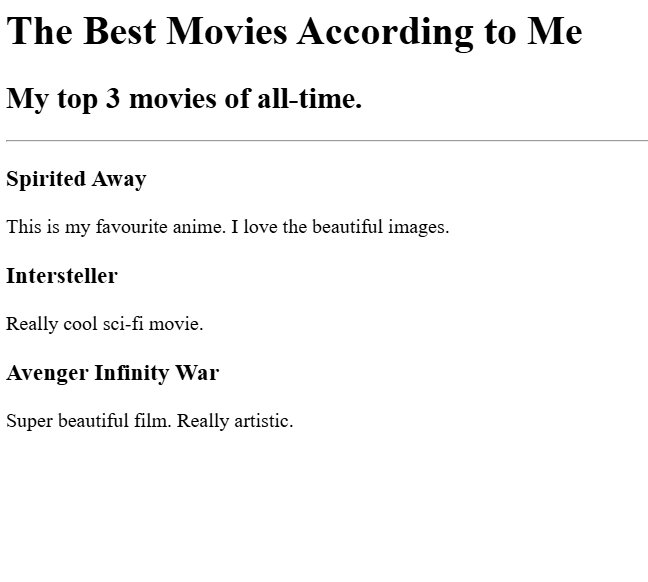 The Best Movies According to Me
My top 3 movies of all-time.
Spirited Away
This is my favourite anime. I love the beautiful images.
Intersteller
Really cool sci-fi movie.
Avenger Infinity War
Super beautiful film. Really artistic.